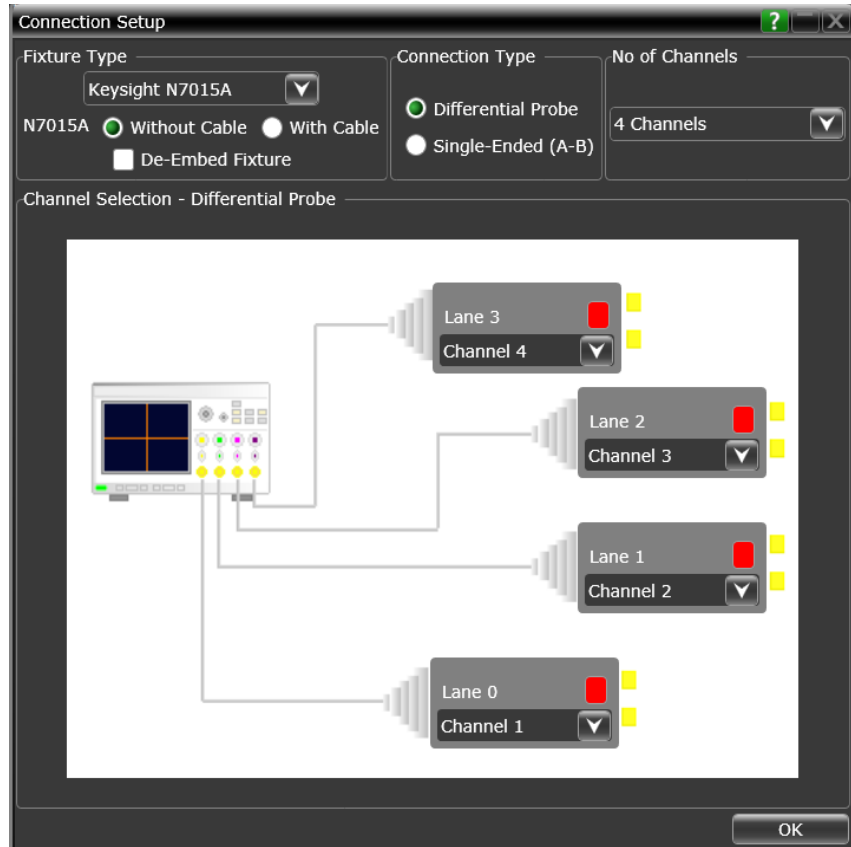 Connection Setup
?
X
Fixture Type
Keysight N7015A
N7015A Without Cable With Cable
De-Embed Fixture
Connection Type
Differential Probe
Single-Ended (A-B)
No of Channels
4 Channels
Channel Selection - Differential Probe
Lane 3
Channel 4
Lane 2
Channel 3
Lane 1
Channel 2
Lane 0
Channel 1
OK